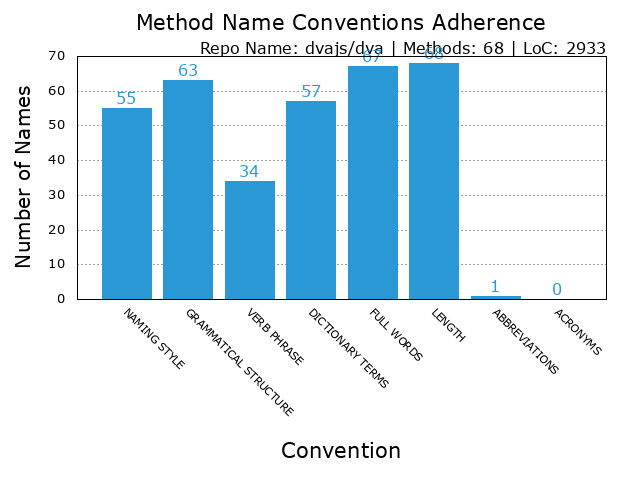 Method Name Conventions Adherence
Repo Name: dvajs/dva | Methods: 68 | LoC: 2933
Number of Names
70
60
50
40
30
20
10
0
55
63
34
57
67
68
1
0
NAMING STYLE
GRAMMATICAL STRUCTURE
VERB PHRASE
DICTIONARY TERMS
FULL WORDS
LENGTH
ABBREVIATIONS
ACRONYMS
Convention